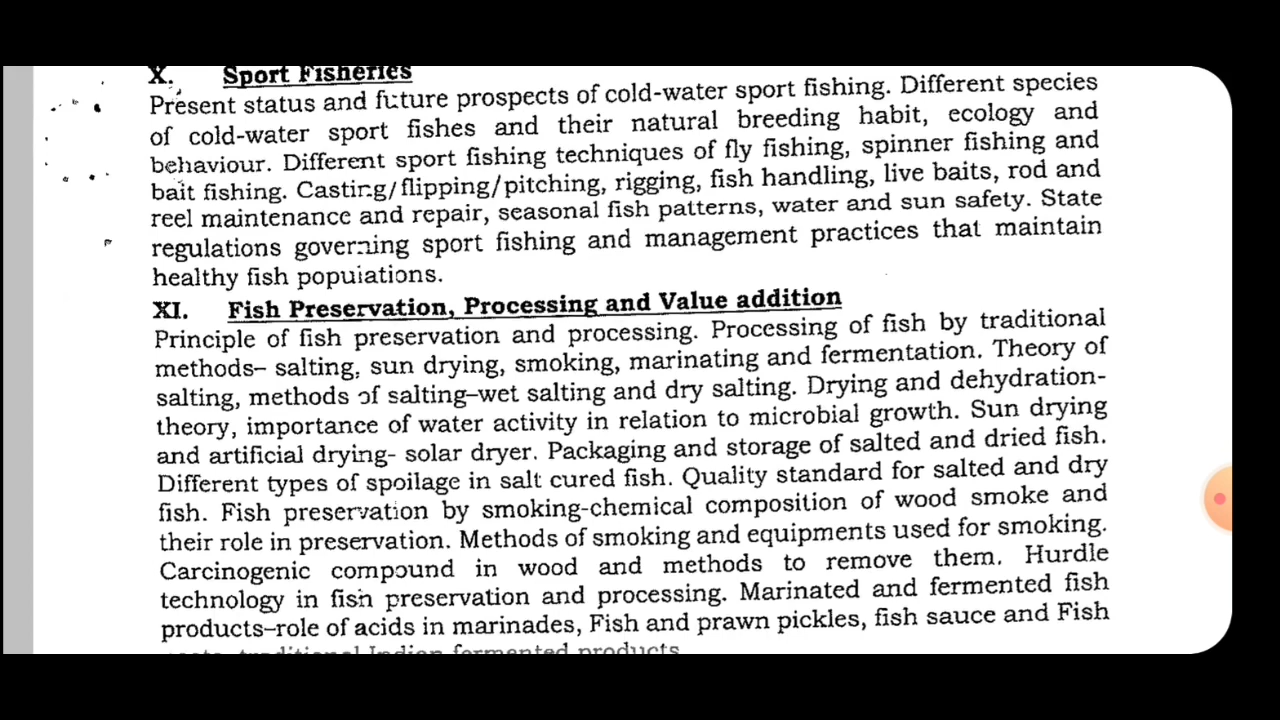 X. Sport Fisheries
Present status and future prospects of cold-water sport fishing. Different species
of cold-water sport fishes and their natural breeding habit, ecology and
behaviour. Different sport fishing techniques of fly fishing, spinner fishing and
bait fishing. Casting/flipping/pitching, rigging, fish handling, live baits, rod and
reel maintenance and repair, seasonal fish patterns, water and sun safety. State
regulations governing sport fishing and management practices that maintain
healthy fish populations.
XI. Fish Preservation, Processing and Value addition
Principle of fish preservation and processing. Processing of fish by traditional
methods– salting, sun drying, smoking, marinating and fermentation. Theory of
salting, methods of salting–wet salting and dry salting. Drying and dehydration-
theory, importance of water activity in relation to microbial growth. Sun drying
and artificial drying- solar dryer. Packaging and storage of salted and dried fish.
Different types of spoilage in salt cured fish. Quality standard for salted and dry
fish. Fish preservation by smoking-chemical composition of wood smoke and
their role in preservation. Methods of smoking and equipments used for smoking.
Carcinogenic compound in wood and methods to remove them. Hurdle
technology in fish preservation and processing. Marinated and fermented fish
products–role of acids in marinades, Fish and prawn pickles, fish sauce and Fish
traditional Indian fermented products